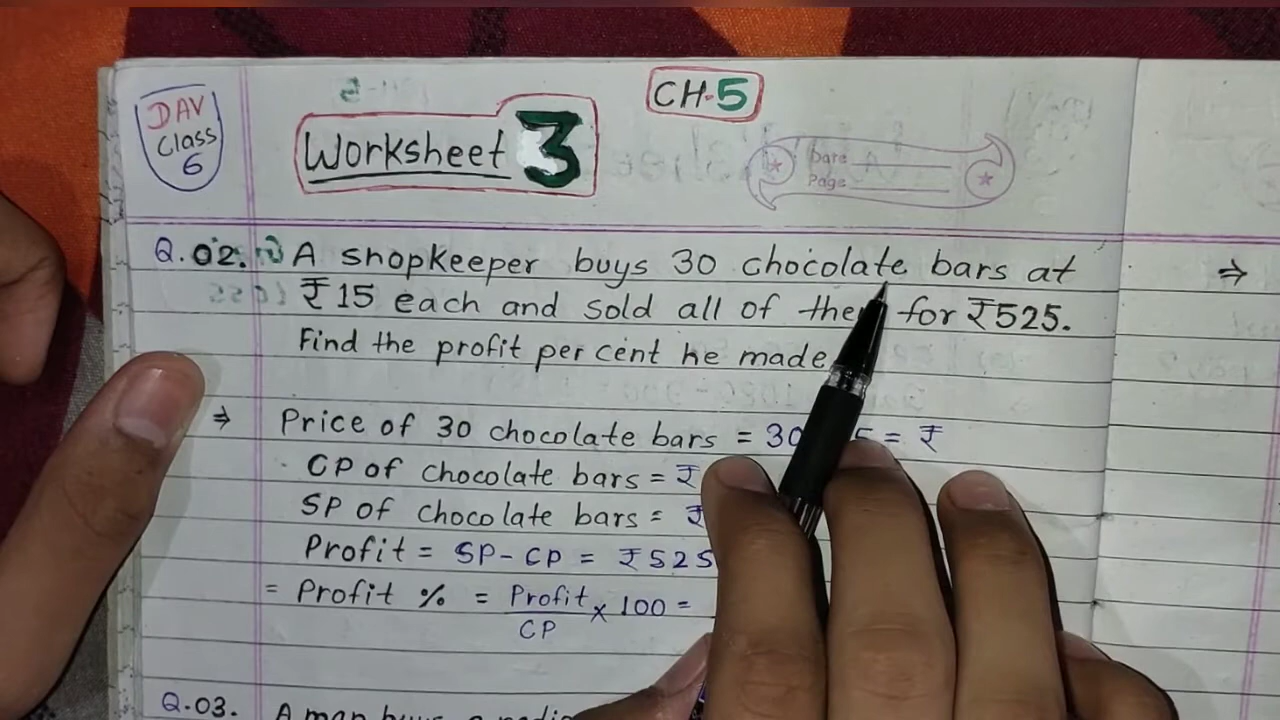 CH-5
DAV
Class
6
Worksheet 3
Date
Page
Q.02. A shopkeeper buys 30 chocolate bars at ⇒
₹15 each and sold all of them for ₹525.
Find the profit per cent he made
⇒ Price of 30 chocolate bars = 30 = ₹
CP of chocolate bars = ₹
SP of chocolate bars = ₹
Profit = SP - CP = ₹525
= Profit % = Profit/CP × 100 =
Q.03. A man buys a